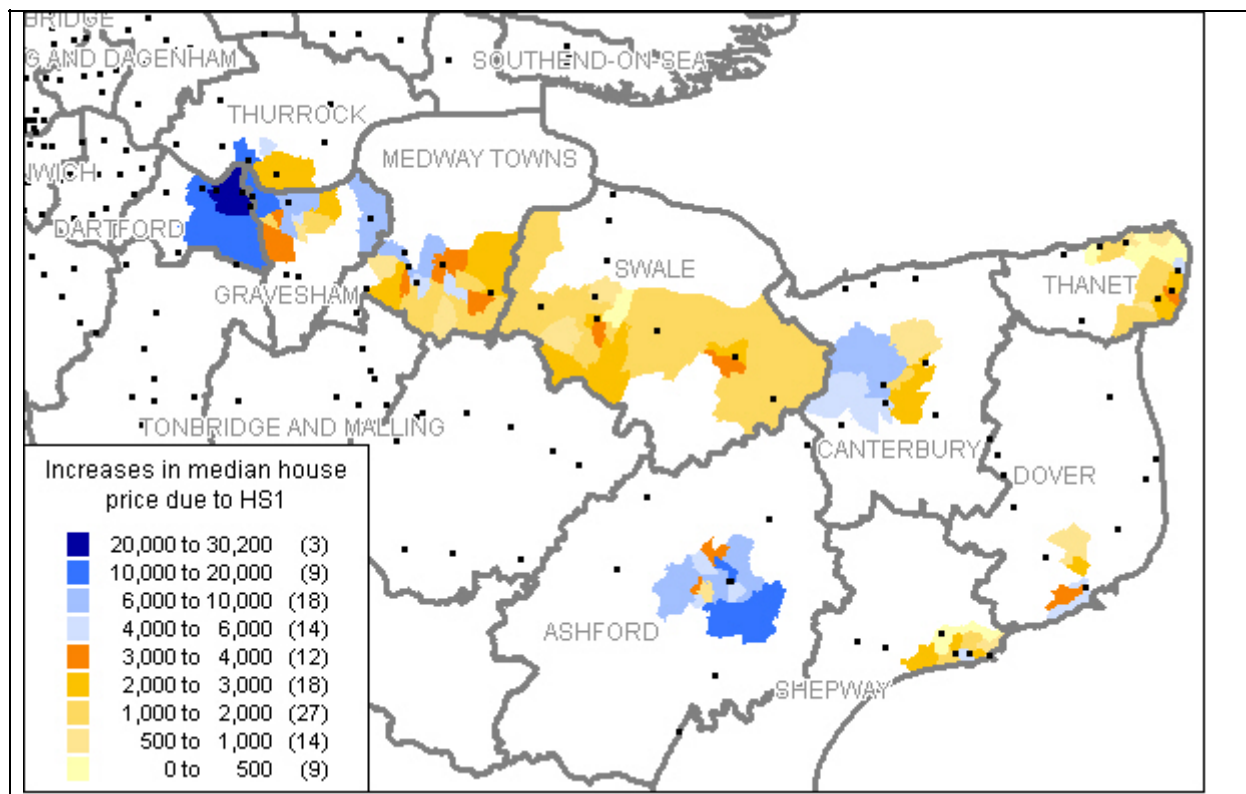 BRIDGE
G AND DAGENHAM
SOUTHEND-ON-SEA
THURROCK
MEDWAY TOWNS
NWICH
DARTFORD
SWALE
THANET
GRAVESHAM
TONBRIDGE AND MALLING
CANTERBURY
DOVER
ASHFORD
SHEPWAY
Increases in median house
price due to HS1
20,000 to 30,200 (3)
10,000 to 20,000 (9)
6,000 to 10,000 (18)
4,000 to 6,000 (14)
3,000 to 4,000 (12)
2,000 to 3,000 (18)
1,000 to 2,000 (27)
500 to 1,000 (14)
0 to 500 (9)